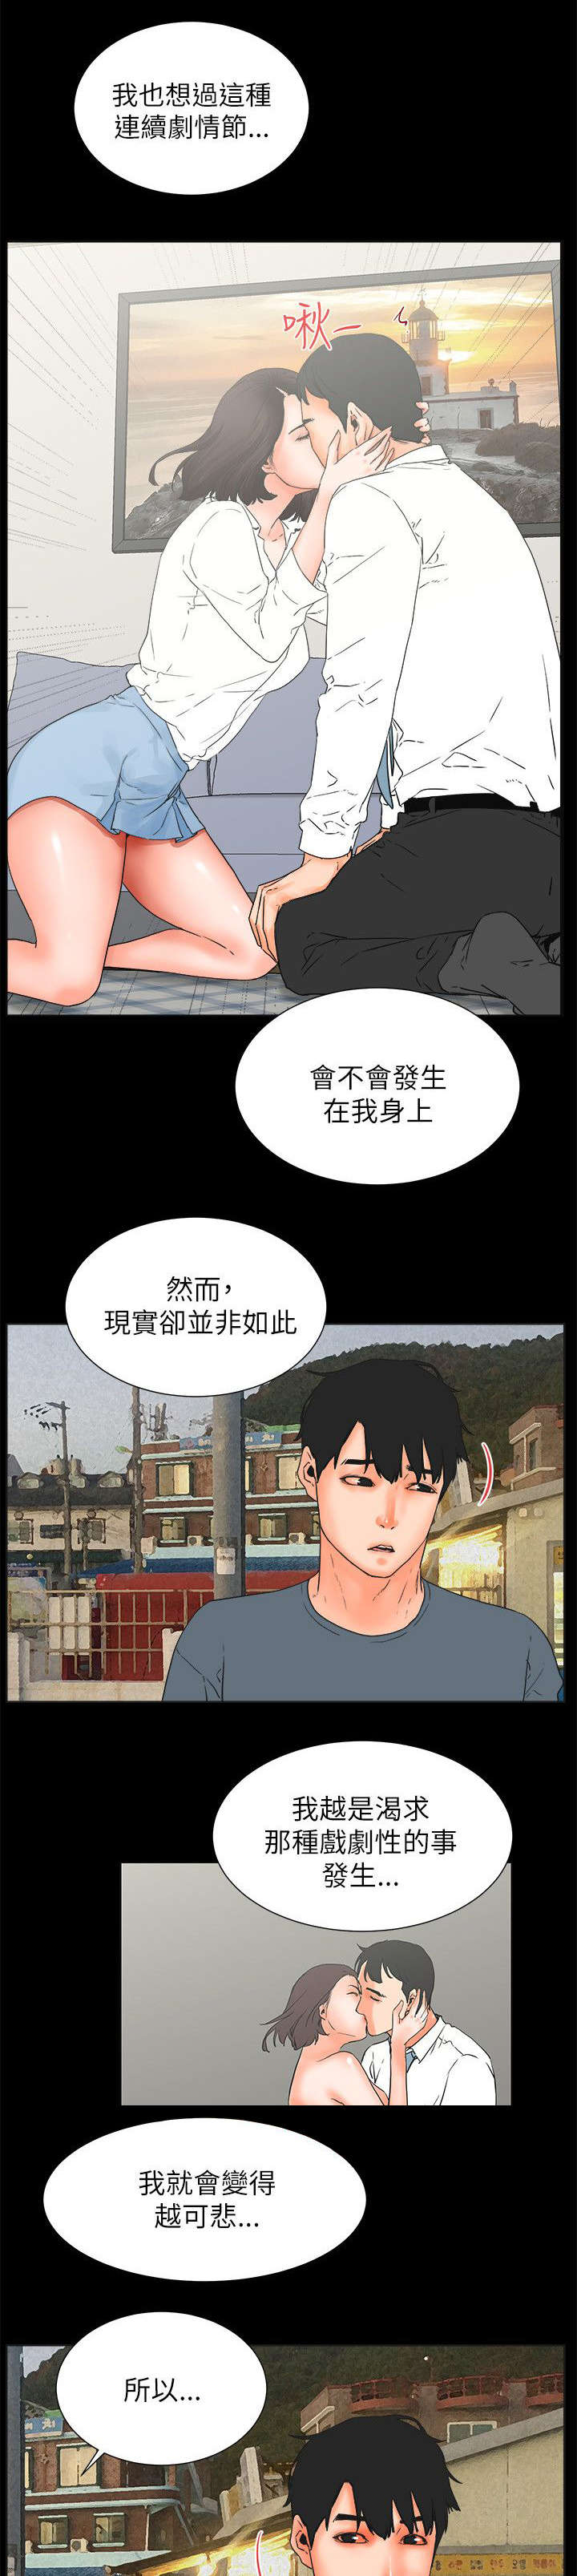 我也想過這種
連續劇情節...
啾一
會不會發生
在我身上
然而，
現實卻並非如此
我越是渴求
那種戲劇性的事
發生...
我就會變得
越可悲...
所以...